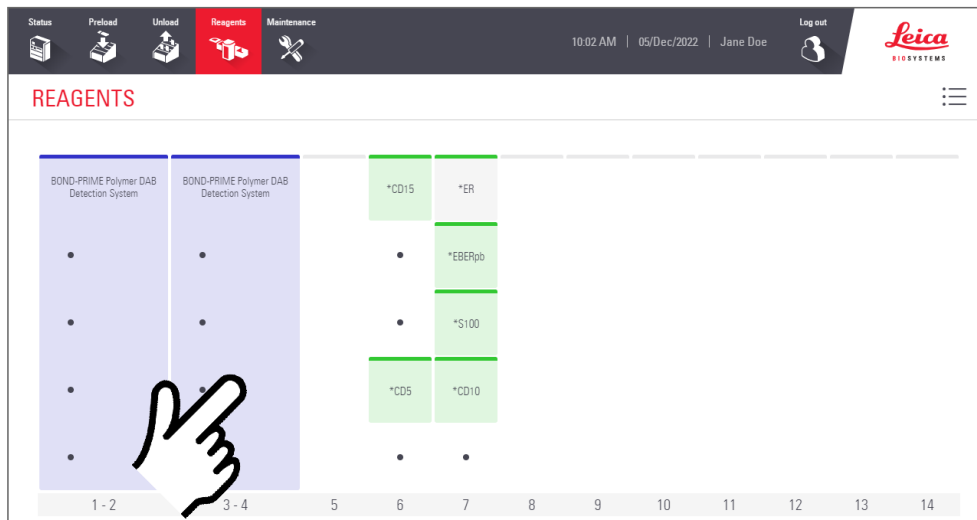 Status Preload Unload Reagents Maintenance Log out
10:02 AM | 05/Dec/2022 | Jane Doe
Leica
BIOSYSTEMS
REAGENTS
BOND-PRIME Polymer DAB
Detection System
BOND-PRIME Polymer DAB
Detection System
*CD15 *ER
*EBERpb
*S100
*CD5 *CD10
1 - 2 3 - 4 5 6 7 8 9 10 11 12 13 14